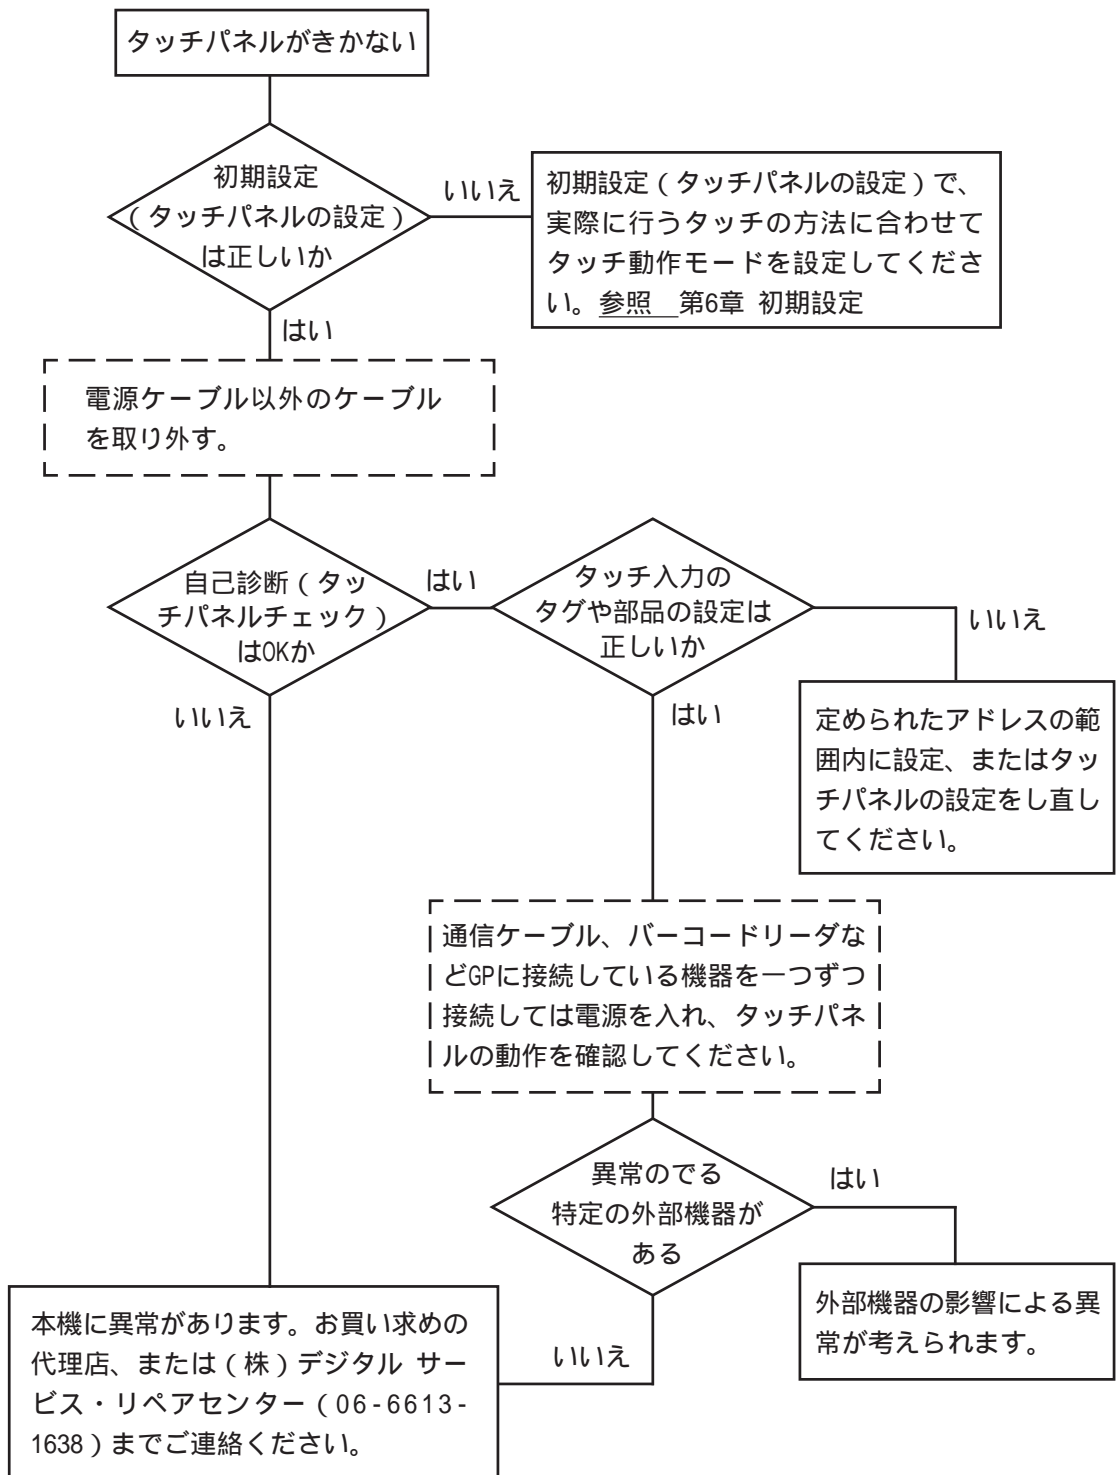 タッチパネルがきかない
初期設定
（タッチパネルの設定）
は正しいか
いいえ
初期設定（タッチパネルの設定）で、
実際に行うタッチの方法に合わせて
タッチ動作モードを設定してくださ
い。参照　第6章 初期設定
はい
電源ケーブル以外のケーブル
を取り外す。
自己診断（タッ
チパネルチェック）
はOKか
はい
タッチ入力の
タグや部品の設定は
正しいか
いいえ
いいえ
はい
定められたアドレスの範
囲内に設定、またはタッ
チパネルの設定をし直し
てください。
通信ケーブル、バーコードリーダな
どGPに接続している機器を一つずつ
接続しては電源を入れ、タッチパネ
ルの動作を確認してください。
異常のでる
特定の外部機器が
ある
はい
外部機器の影響による異
常が考えられます。
いいえ
本機に異常があります。お買い求めの
代理店、または（株）デジタル サー
ビス・リペアセンター（06-6613-
1638）までご連絡ください。